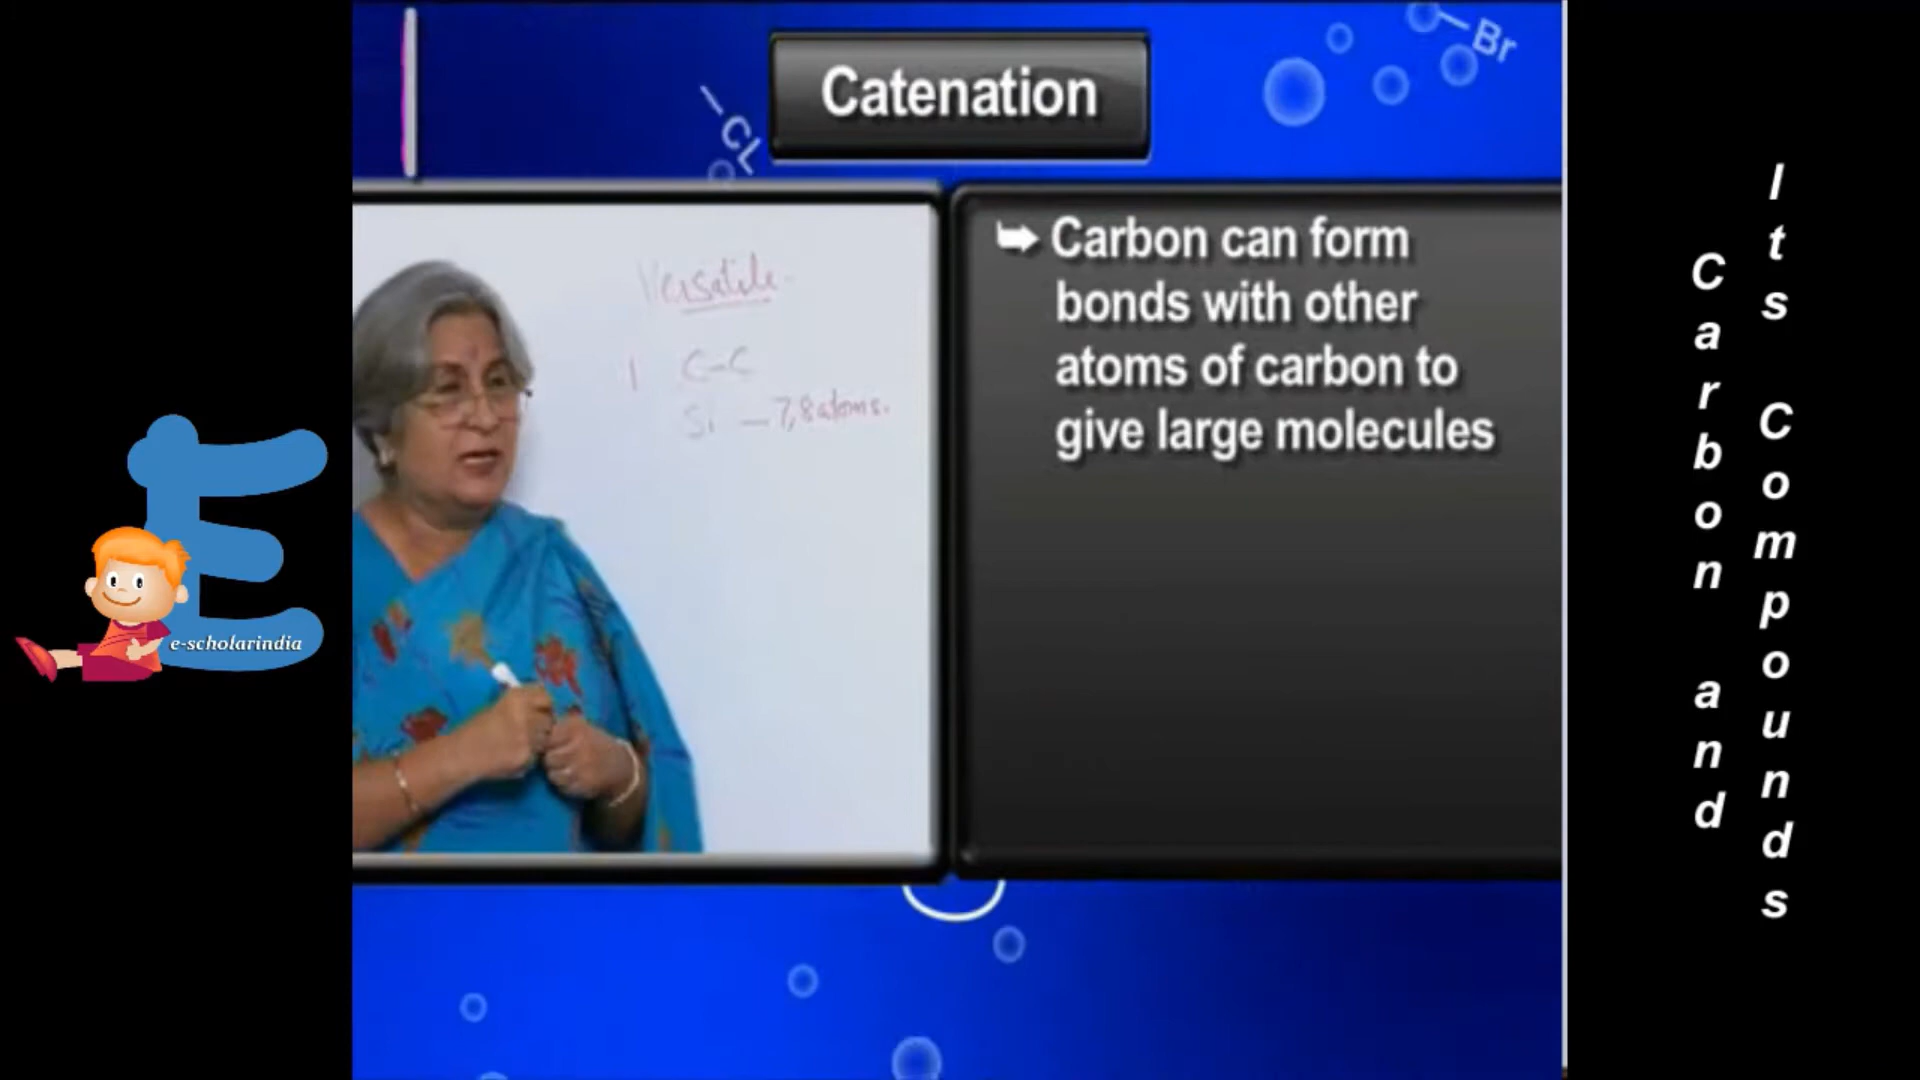 Catenation
Br
CL
Versatile
1 C-C
Si - 7,8 atoms.
Carbon can form
bonds with other
atoms of carbon to
give large molecules
e-scholarindia
Carbon and
Its Compounds